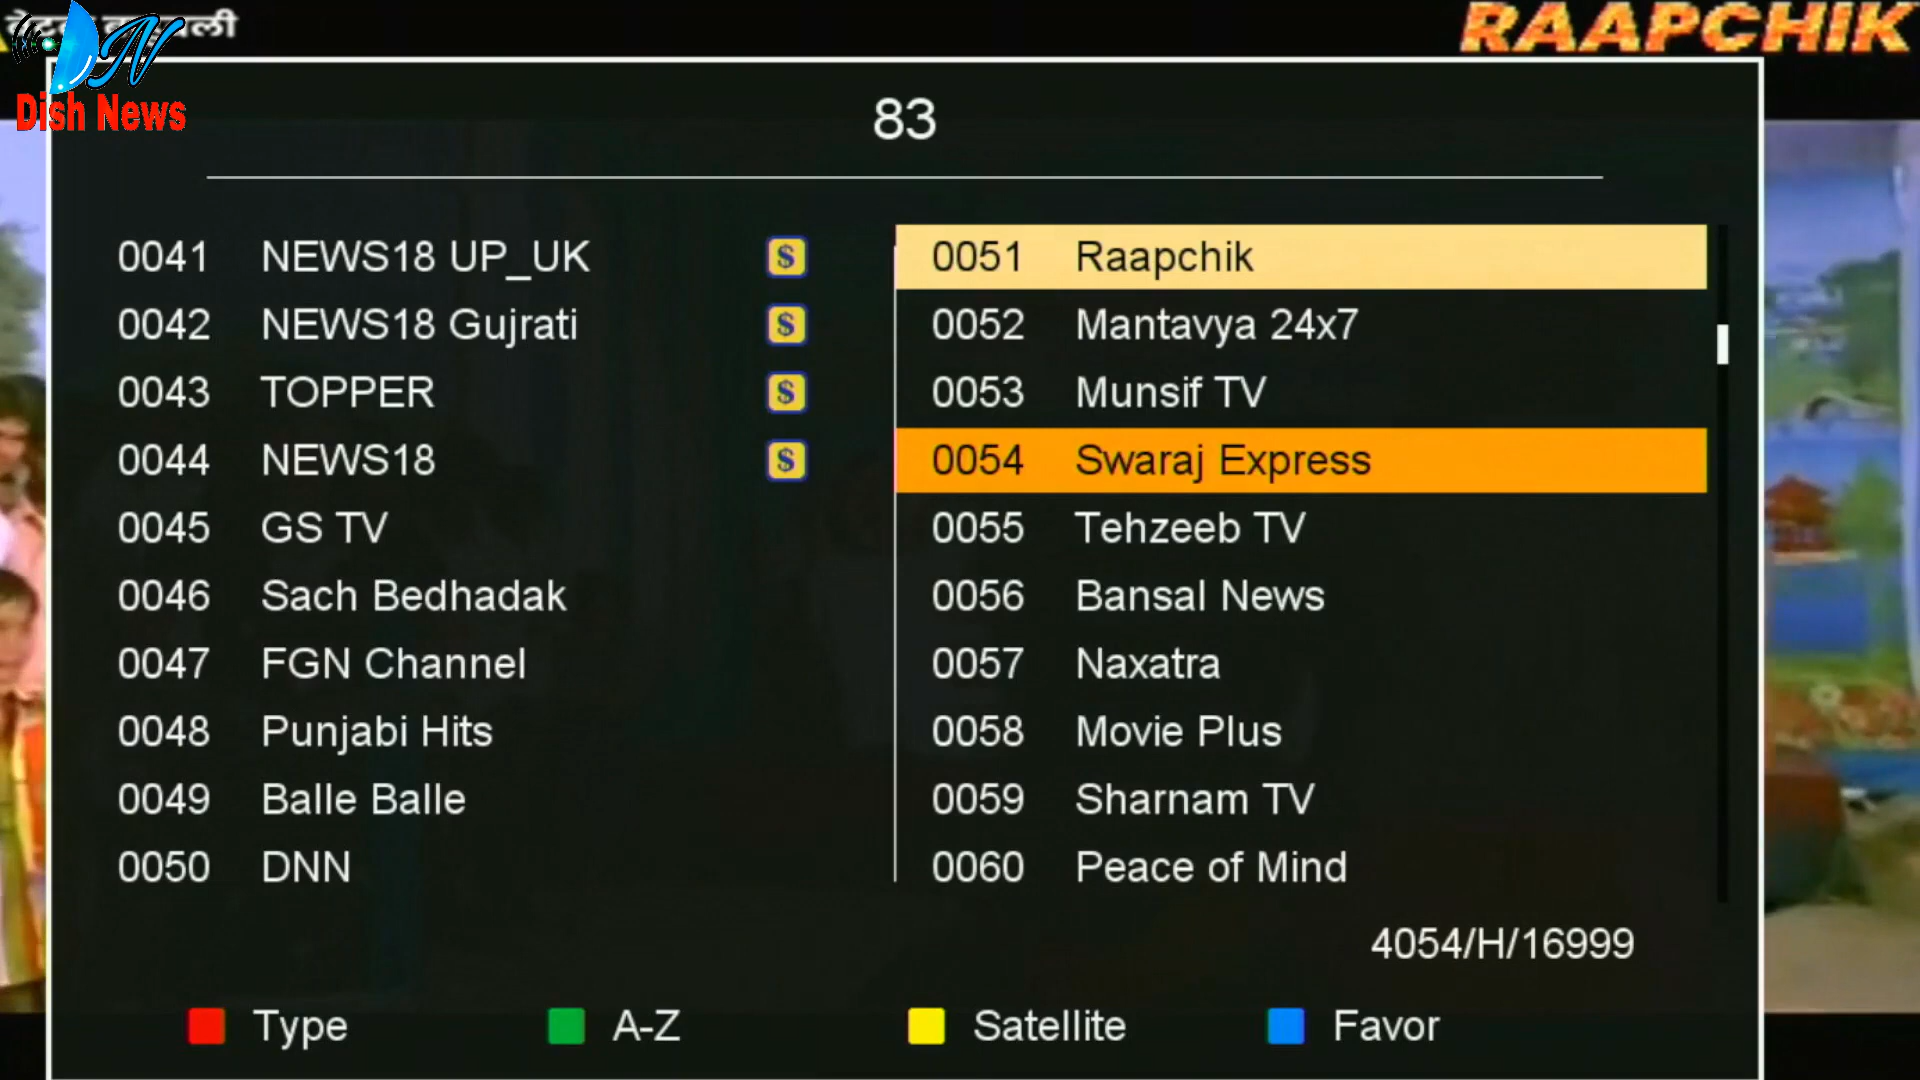 RAAPCHIK
DN
Dish News
83
0041 NEWS18 UP_UK $
0042 NEWS18 Gujrati $
0043 TOPPER $
0044 NEWS18 $
0045 GS TV
0046 Sach Bedhadak
0047 FGN Channel
0048 Punjabi Hits
0049 Balle Balle
0050 DNN
0051 Raapchik
0052 Mantavya 24x7
0053 Munsif TV
0054 Swaraj Express
0055 Tehzeeb TV
0056 Bansal News
0057 Naxatra
0058 Movie Plus
0059 Sharnam TV
0060 Peace of Mind
4054/H/16999
Type A-Z Satellite Favor